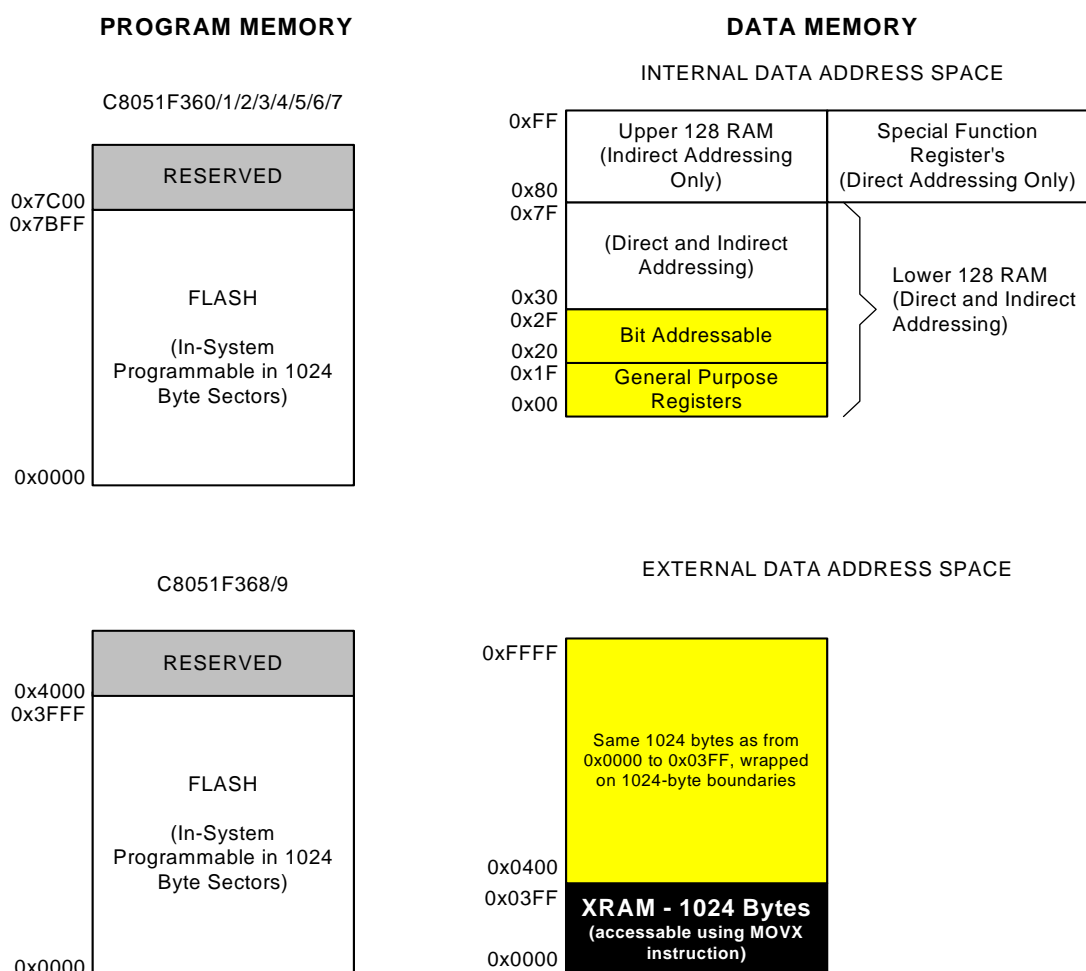 PROGRAM MEMORY
C8051F360/1/2/3/4/5/6/7
RESERVED
0x7C00
0x7BFF
FLASH
(In-System
Programmable in 1024
Byte Sectors)
0x0000
C8051F368/9
RESERVED
0x4000
0x3FFF
FLASH
(In-System
Programmable in 1024
Byte Sectors)
0x0000
DATA MEMORY
INTERNAL DATA ADDRESS SPACE
0xFF
Upper 128 RAM
(Indirect Addressing
Only)
Special Function
Register's
(Direct Addressing Only)
0x80
0x7F
(Direct and Indirect
Addressing)
Lower 128 RAM
(Direct and Indirect
Addressing)
0x30
0x2F
Bit Addressable
0x20
0x1F
General Purpose
Registers
0x00
EXTERNAL DATA ADDRESS SPACE
0xFFFF
Same 1024 bytes as from
0x0000 to 0x03FF, wrapped
on 1024-byte boundaries
0x0400
0x03FF
XRAM - 1024 Bytes
(accessable using MOVX
instruction)
0x0000